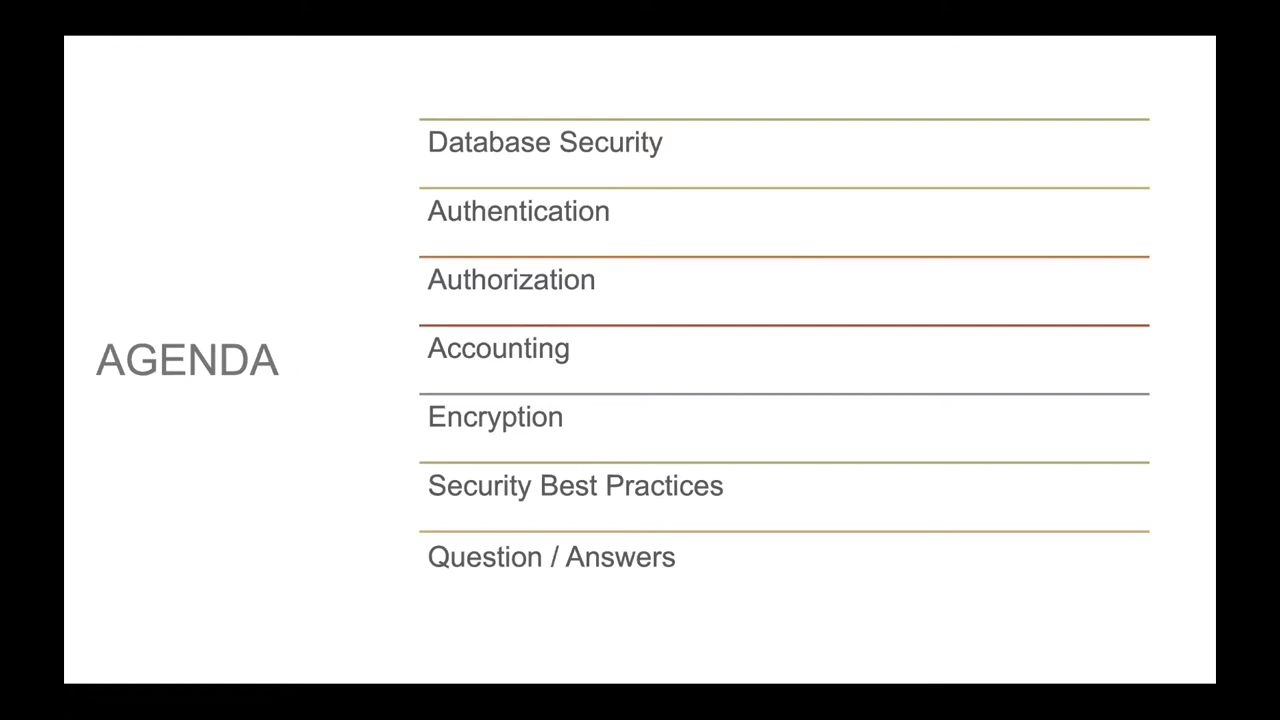 AGENDA
Database Security
Authentication
Authorization
Accounting
Encryption
Security Best Practices
Question / Answers